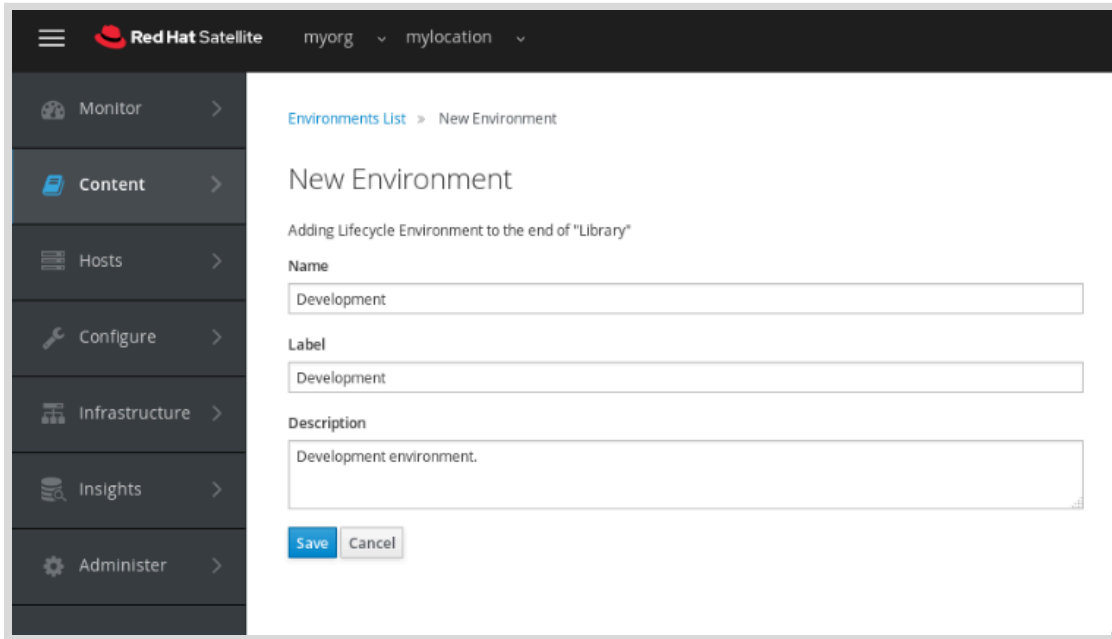 Red Hat Satellite myorg mylocation
Monitor
Content
Hosts
Configure
Infrastructure
Insights
Administer
Environments List » New Environment
New Environment
Adding Lifecycle Environment to the end of "Library"
Name
Development
Label
Development
Description
Development environment.
Save Cancel